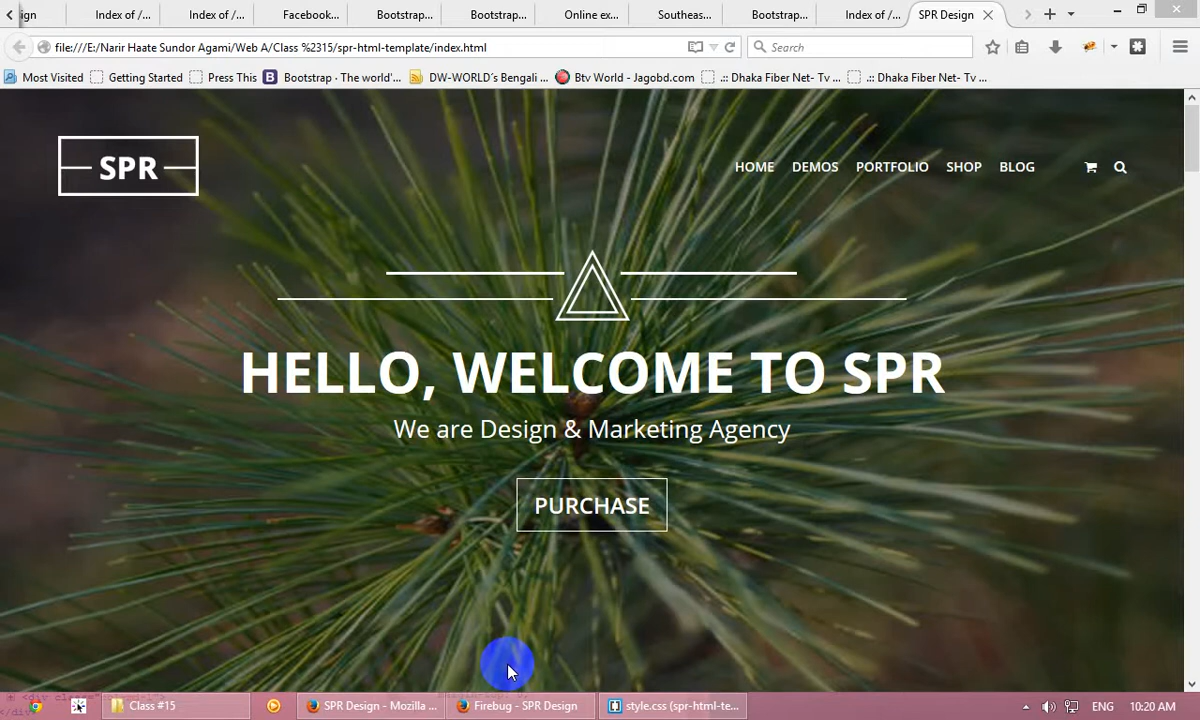 ign
Index of /...
Index of /...
Facebook...
Bootstrap...
Bootstrap...
Online ex...
Southeas...
Bootstrap...
Index of /...
SPR Design
file:///E:/Narir Haate Sundor Agami/Web A/Class %2315/spr-html-template/index.html
Search
Most Visited
Getting Started
Press This
Bootstrap · The world'...
DW-WORLD´s Bengali ...
Btv World - Jagobd.com
.:: Dhaka Fiber Net- Tv ...
.:: Dhaka Fiber Net- Tv ...
SPR
HOME
DEMOS
PORTFOLIO
SHOP
BLOG
HELLO, WELCOME TO SPR
We are Design & Marketing Agency
PURCHASE
Class #15
SPR Design - Mozilla ...
Firebug - SPR Design
style.css (spr-html-te...
ENG
10:20 AM